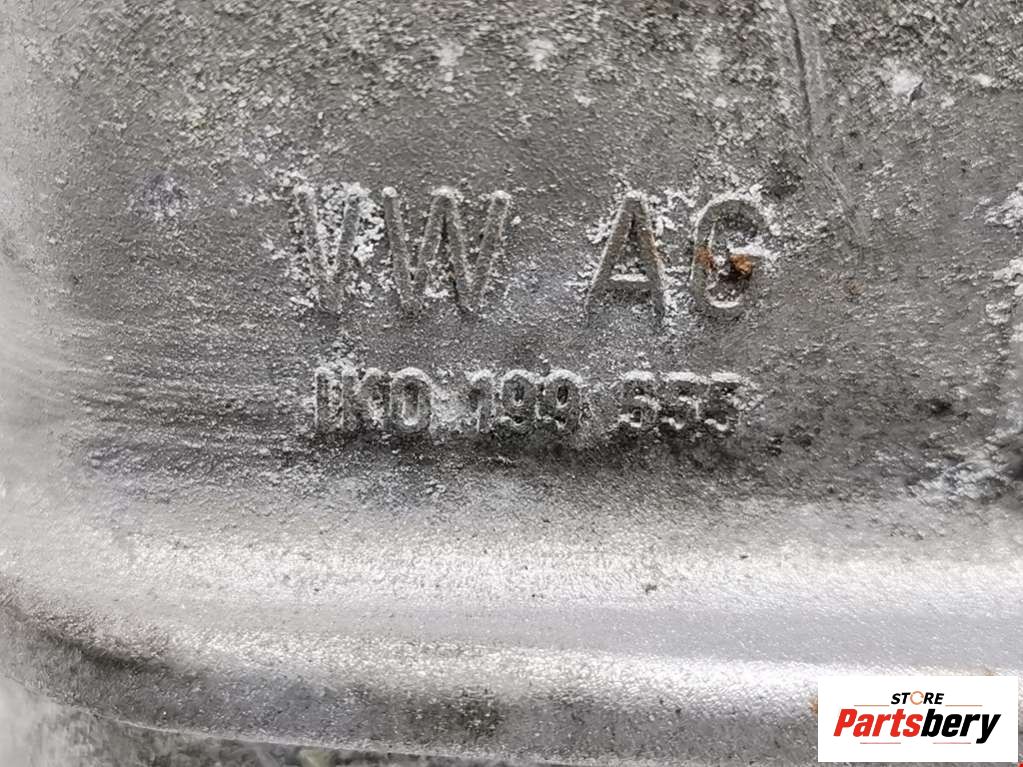 VW AG
1K0 199 555
STORE
Partsbery